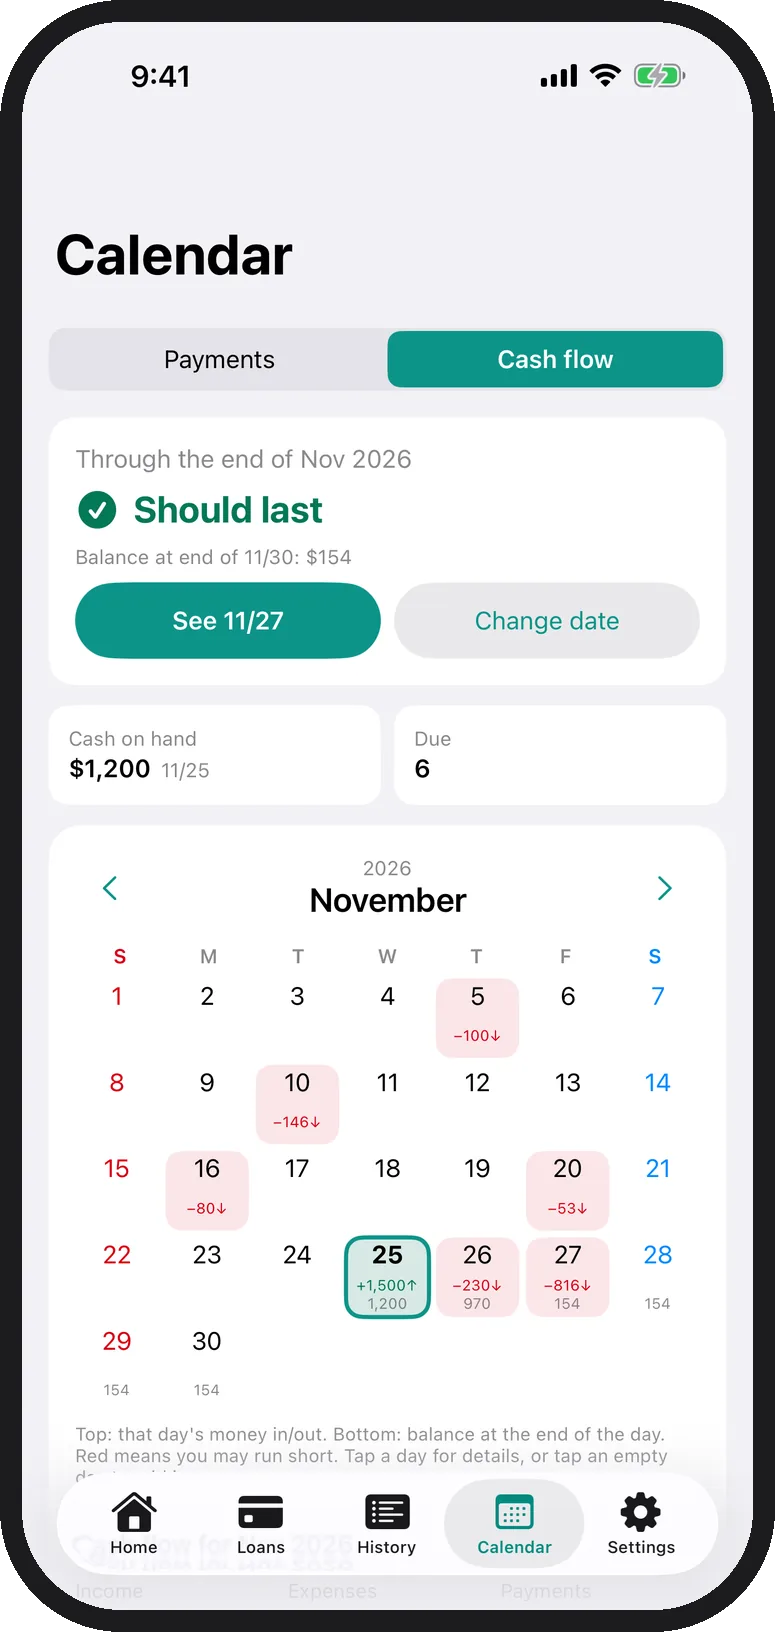 9:41
Calendar
Payments Cash flow
Through the end of Nov 2026
Should last
Balance at end of 11/30: $154
See 11/27 Change date
Cash on hand Due
$1,200 11/25 6
2026
November
S M T W T F S
1 2 3 4 5 6 7
−100↓
8 9 10 11 12 13 14
−146↓
15 16 17 18 19 20 21
−80↓ −53↓
22 23 24 25 26 27 28
+1,500↑ −230↓ −816↓
1,200 970 154 154
29 30
154 154
Top: that day's money in/out. Bottom: balance at the end of the day.
Red means you may run short. Tap a day for details, or tap an empty
Home Loans History Calendar Settings
Income Expenses Payments